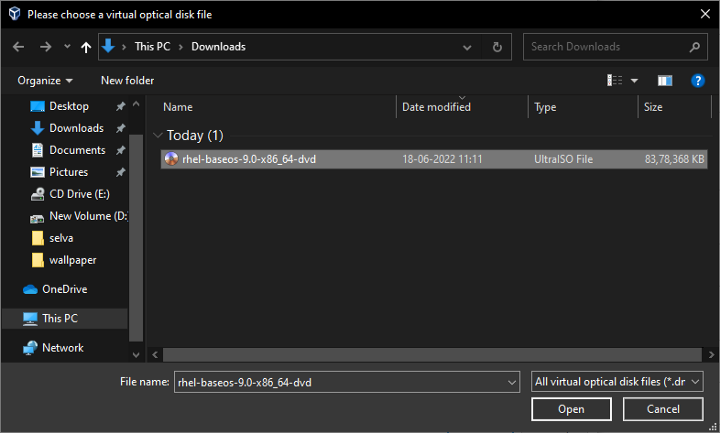 Please choose a virtual optical disk file
This PC > Downloads
Search Downloads
Organize
New folder
Name
Date modified
Type
Size
Desktop
Downloads
Documents
Pictures
CD Drive (E:)
New Volume (D:
selva
wallpaper
OneDrive
This PC
Network
Today (1)
rhel-baseos-9.0-x86_64-dvd
18-06-2022 11:11
UltraISO File
83,78,368 KB
File name:
rhel-baseos-9.0-x86_64-dvd
All virtual optical disk files (*.dr
Open
Cancel